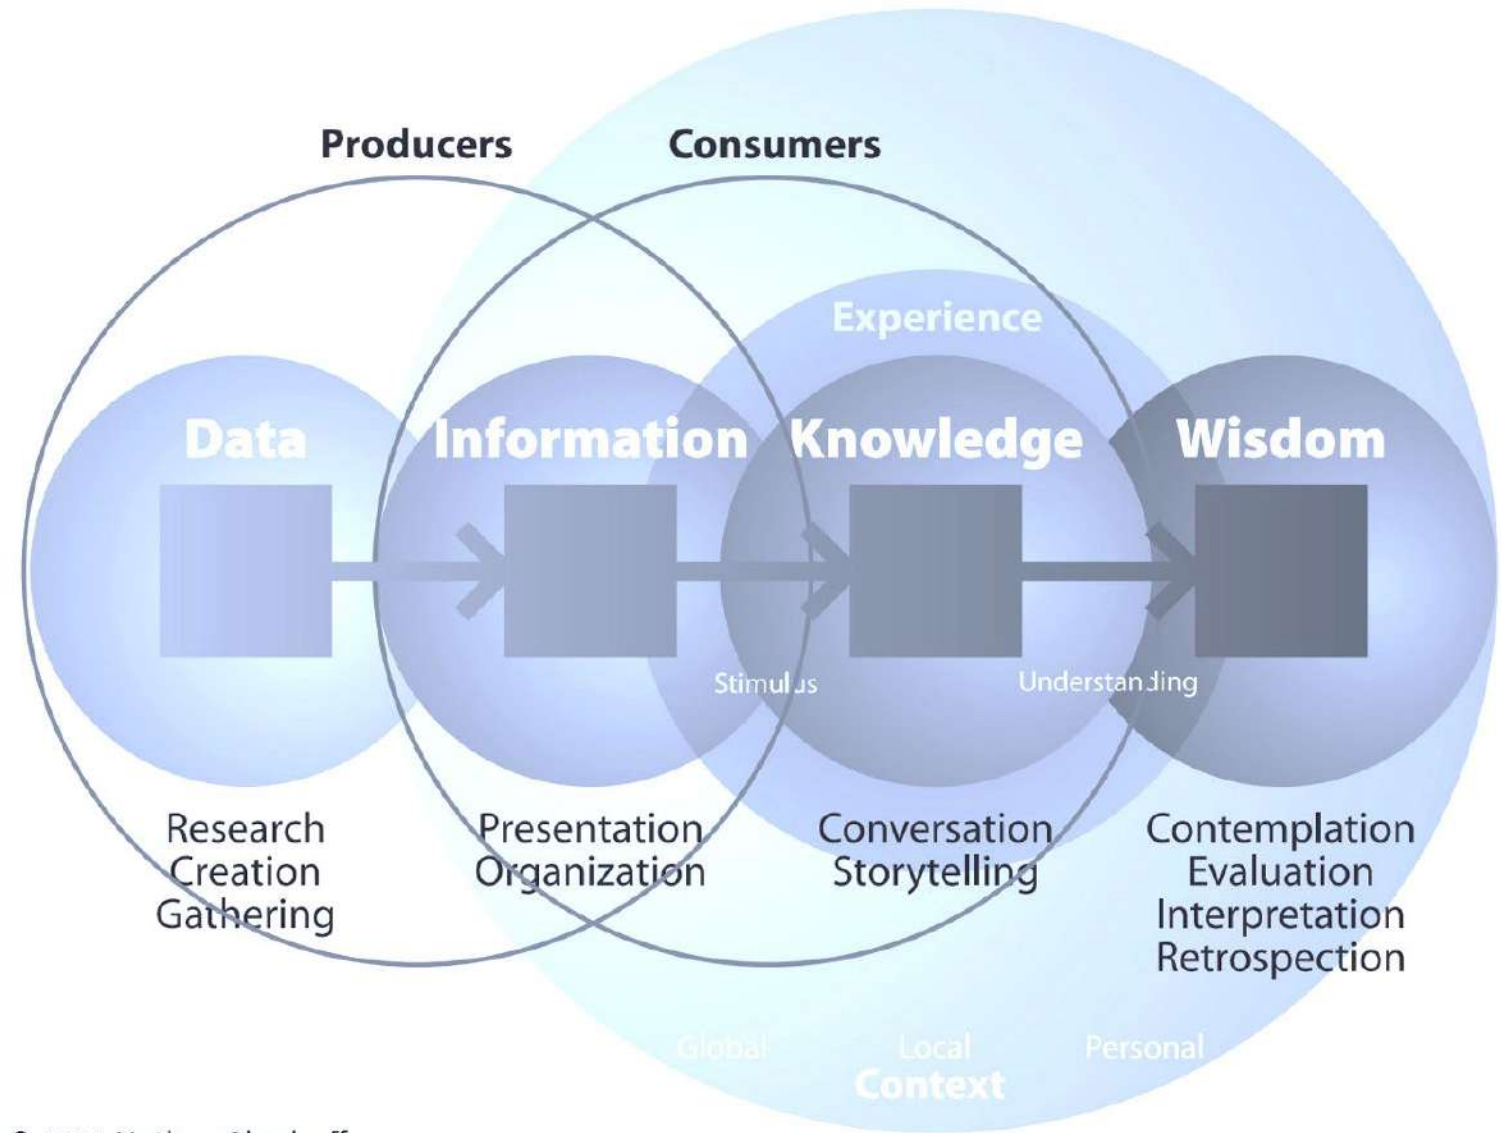 Producers
Consumers
Experience
Data
Information
Knowledge
Wisdom
Stimulus
Understanding
Research
Creation
Gathering
Presentation
Organization
Conversation
Storytelling
Contemplation
Evaluation
Interpretation
Retrospection
Global
Local
Personal
Context